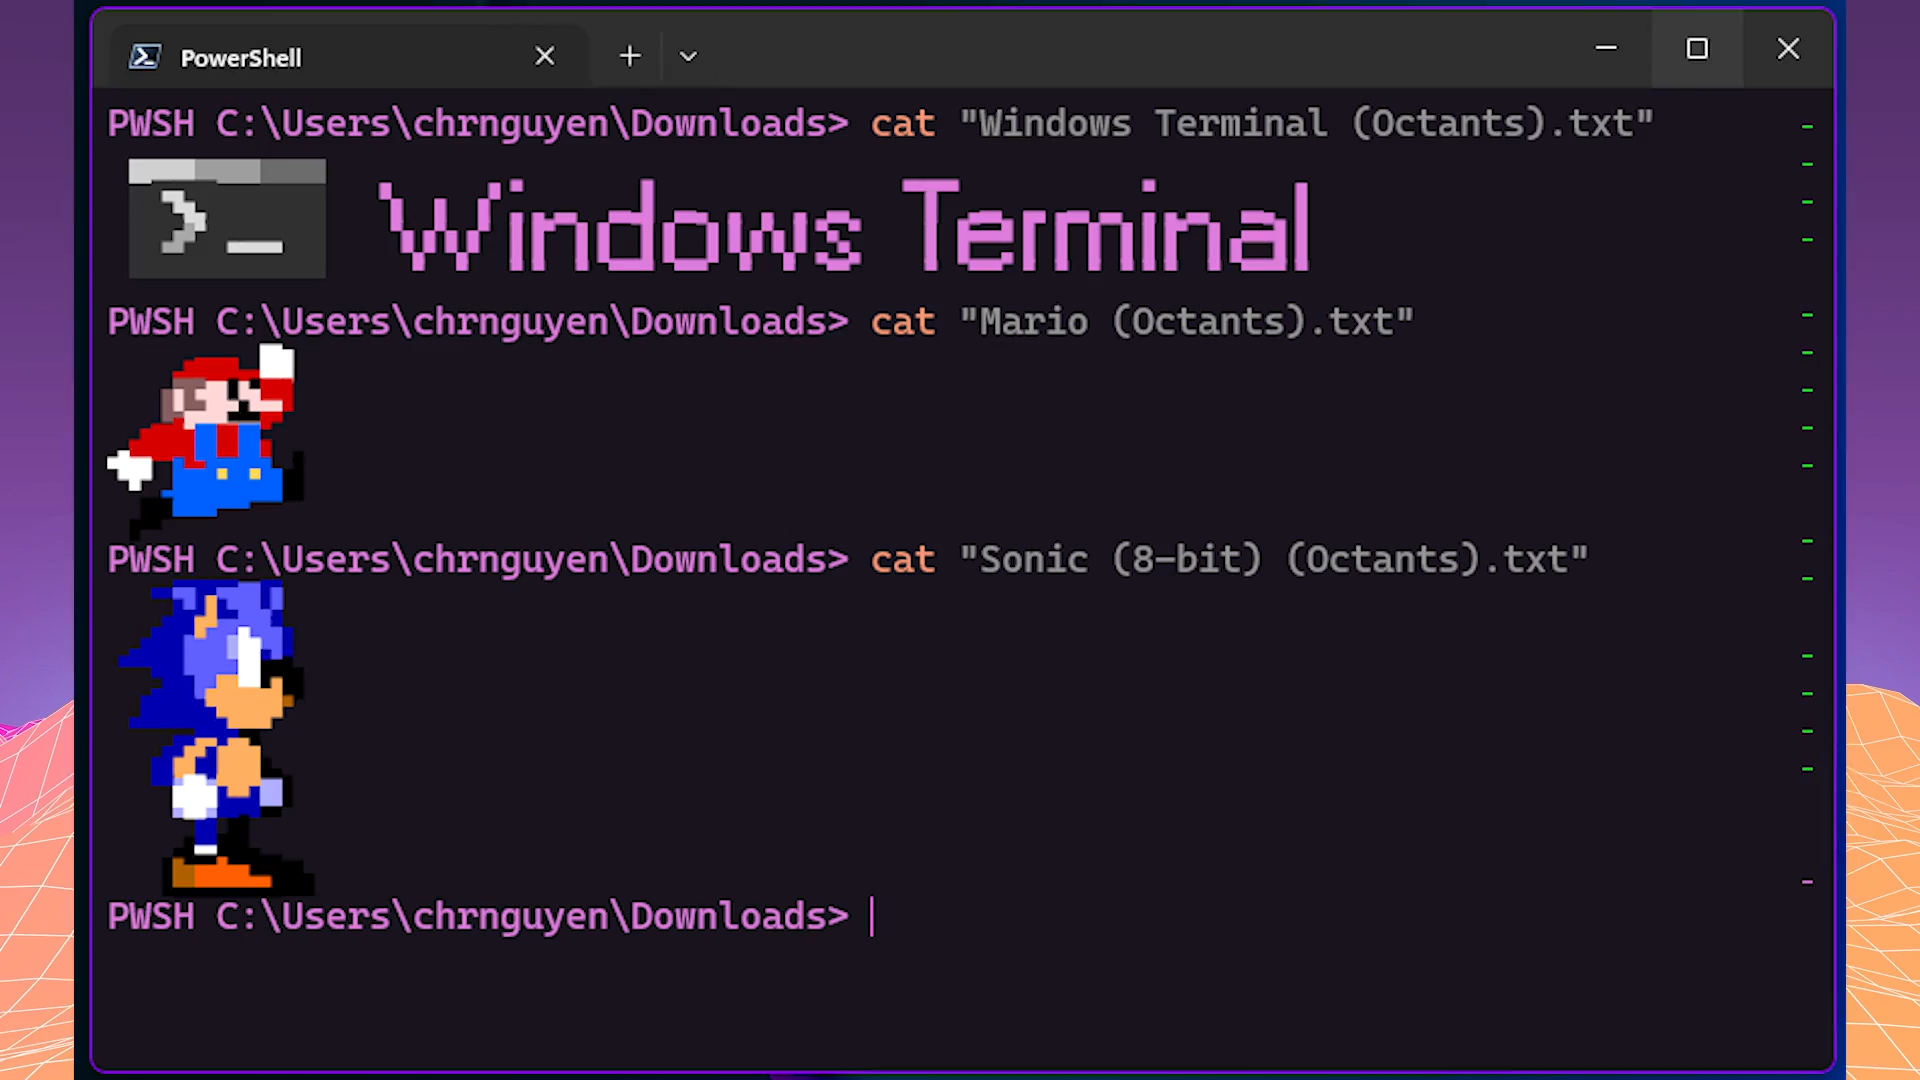 PowerShell
PWSH C:\Users\chrnguyen\Downloads> cat "Windows Terminal (Octants).txt"
>_ Windows Terminal
PWSH C:\Users\chrnguyen\Downloads> cat "Mario (Octants).txt"
PWSH C:\Users\chrnguyen\Downloads> cat "Sonic (8-bit) (Octants).txt"
PWSH C:\Users\chrnguyen\Downloads>